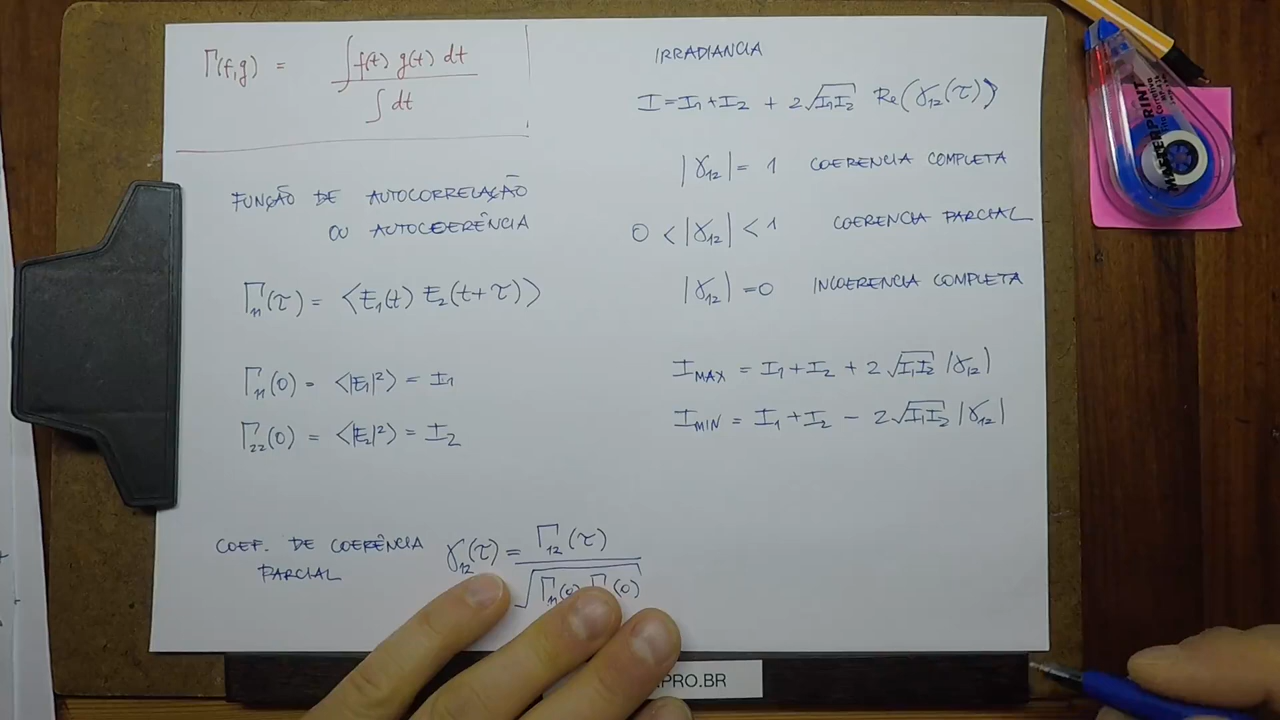 Γ(f,g) = ∫f(t) g(t) dt / ∫dt
FUNÇÃO DE AUTOCORRELAÇÃO
OU AUTOCOERÊNCIA
Γ₁₁(τ) = ⟨E₁(t) E₂(t+τ)⟩
Γ₁₁(0) = ⟨|E₁|²⟩ = I₁
Γ₂₂(0) = ⟨|E₂|²⟩ = I₂
COEF. DE COERÊNCIA
PARCIAL
γ₁₂(τ) = Γ₁₂(τ) / √Γ₁₁(0) Γ(0)
IRRADIANCIA
I = I₁ + I₂ + 2√I₁I₂ Re(γ₁₂(τ))
|γ₁₂| = 1 COERENCIA COMPLETA
0 < |γ₁₂| < 1 COERENCIA PARCIAL
|γ₁₂| = 0 INCOERENCIA COMPLETA
I MAX = I₁ + I₂ + 2√I₁I₂ |γ₁₂|
I MIN = I₁ + I₂ − 2√I₁I₂ |γ₁₂|
MASTERPRINT
PRO.BR